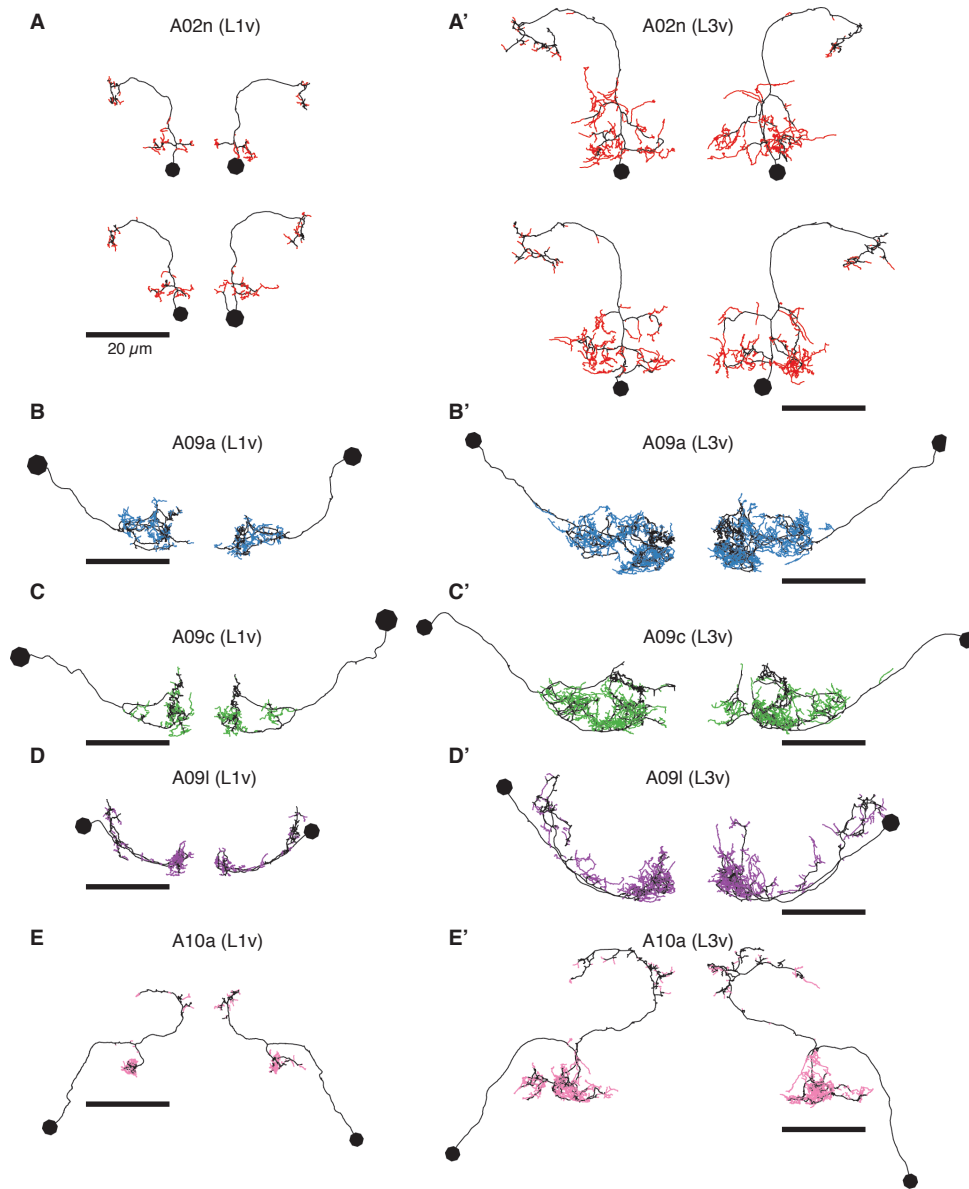 A A02n (L1v)
A' A02n (L3v)
20 µm
B A09a (L1v)
B' A09a (L3v)
C A09c (L1v)
C' A09c (L3v)
D A09l (L1v)
D' A09l (L3v)
E A10a (L1v)
E' A10a (L3v)